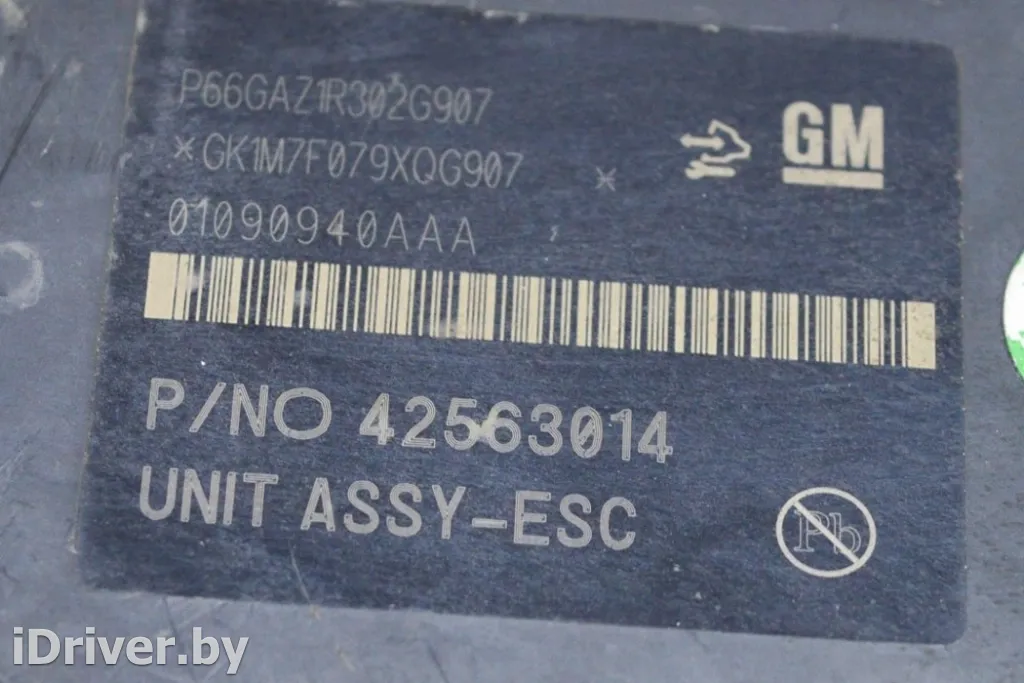 P66GAZ1R302G907
*GK1M7F079XQG907 *
GM
01090940AAA
P/NO 42563014
UNIT ASSY-ESC
Pb
iDriver.by